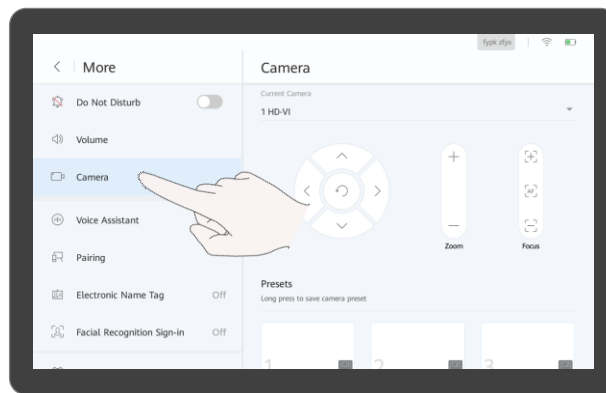 fypk zfyx
More
Do Not Disturb
Volume
Camera
Voice Assistant
Pairing
Electronic Name Tag Off
Facial Recognition Sign-in Off
Camera
Current Camera
1 HD-VI
AF
Zoom
Focus
Presets
Long press to save camera preset
1 2 3